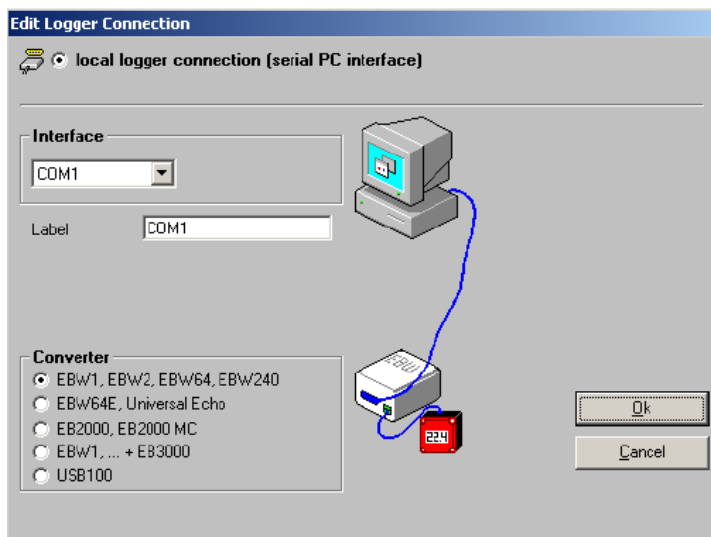 Edit Logger Connection
local logger connection (serial PC interface)
Interface
COM1
Label
COM1
EBW
22.4
Converter
EBW1, EBW2, EBW64, EBW240
EBW64E, Universal Echo
EB2000, EB2000 MC
EBW1, ... + EB3000
USB100
Ok
Cancel